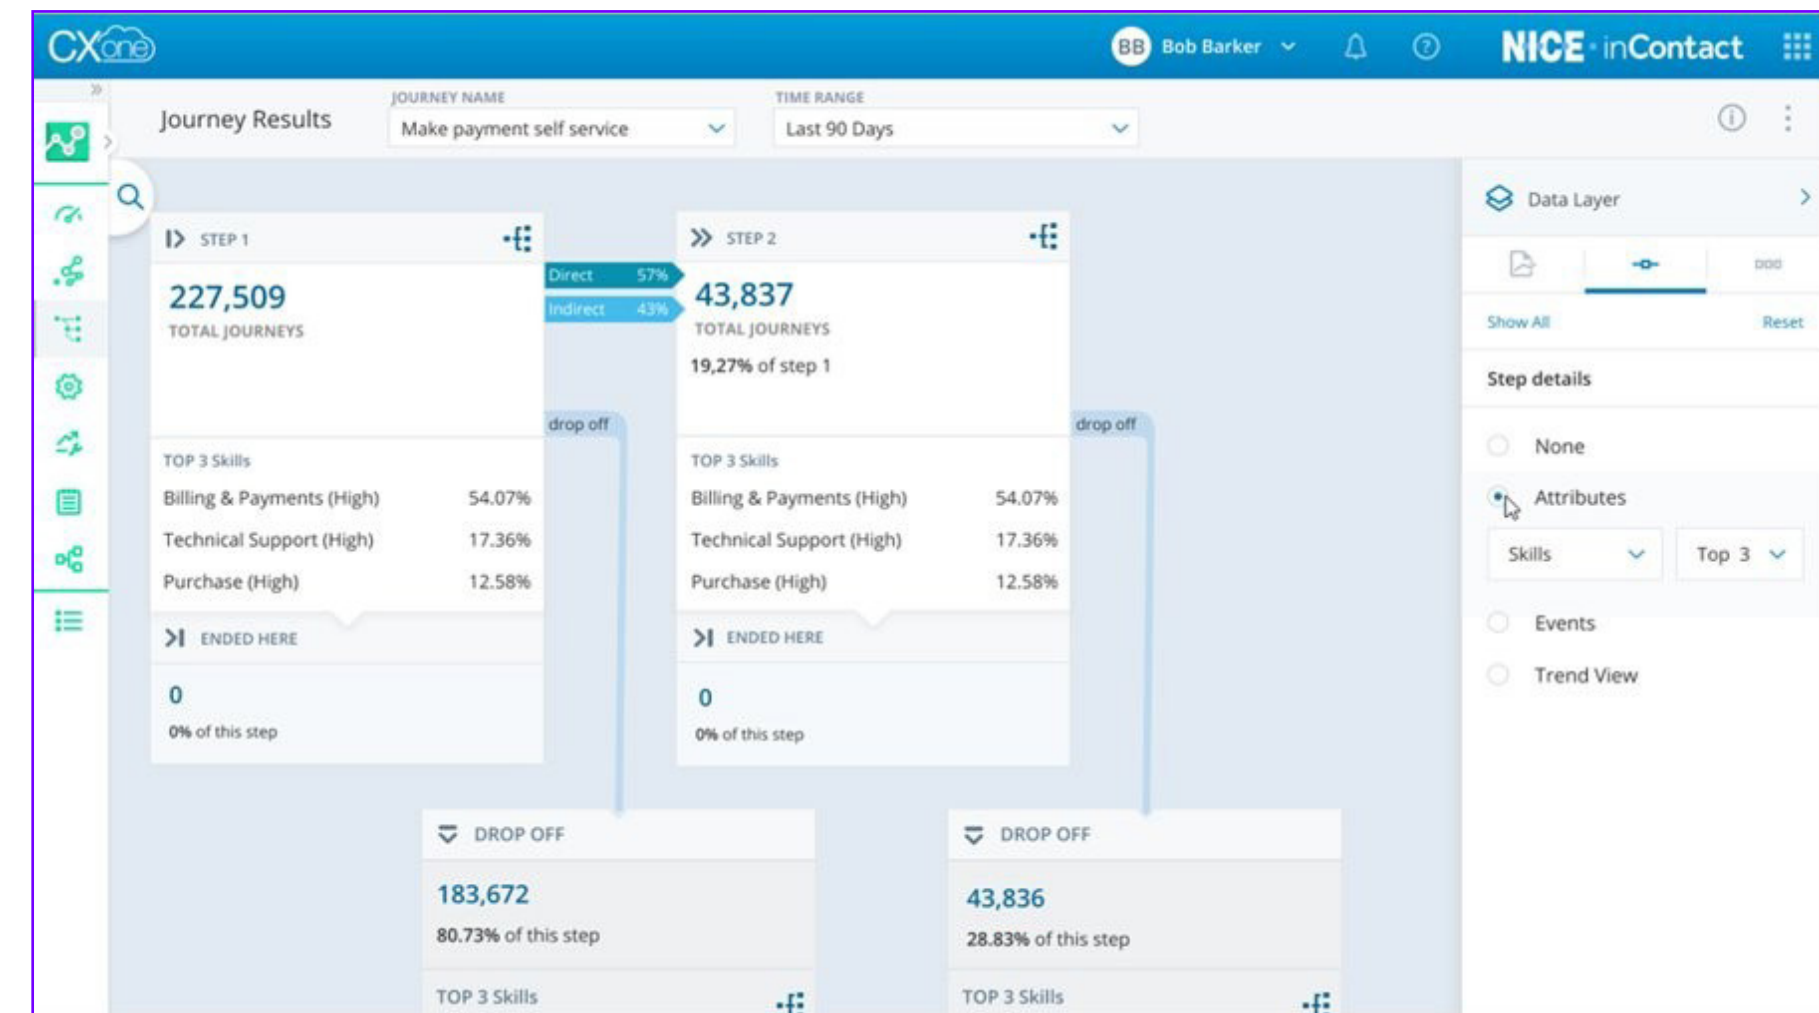 CXone
BB Bob Barker
NICE inContact
Journey Results
JOURNEY NAME
Make payment self service
TIME RANGE
Last 90 Days
STEP 1
227,509
TOTAL JOURNEYS
TOP 3 Skills
Billing & Payments (High) 54.07%
Technical Support (High) 17.36%
Purchase (High) 12.58%
ENDED HERE
0
0% of this step
Direct 57%
Indirect 43%
drop off
STEP 2
43,837
TOTAL JOURNEYS
19,27% of step 1
TOP 3 Skills
Billing & Payments (High) 54.07%
Technical Support (High) 17.36%
Purchase (High) 12.58%
ENDED HERE
0
0% of this step
drop off
DROP OFF
183,672
80.73% of this step
TOP 3 Skills
DROP OFF
43,836
28.83% of this step
TOP 3 Skills
Data Layer
Show All Reset
Step details
None
Attributes
Skills Top 3
Events
Trend View